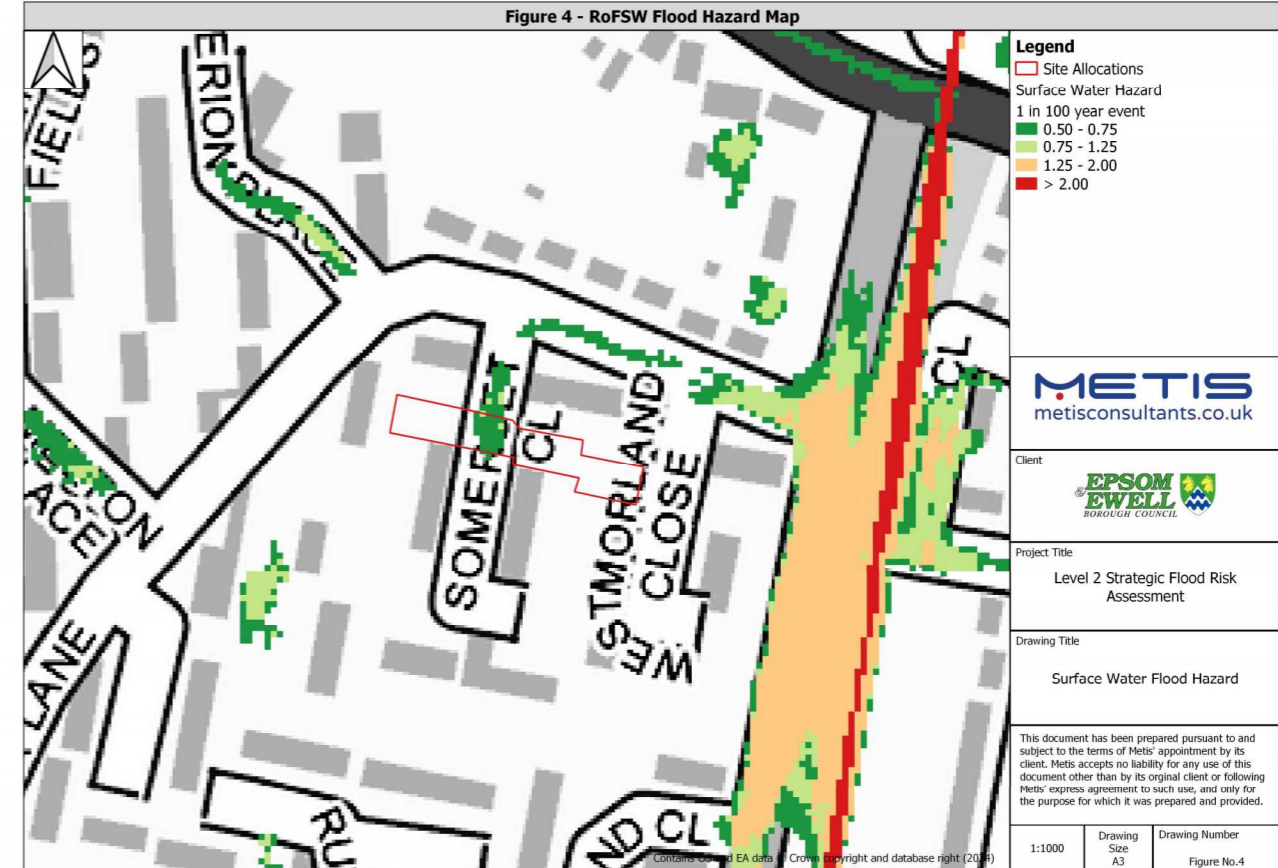 Figure 4 - RoFSW Flood Hazard Map
FIELDS
ERION PLACE
SOMERSET
CL
WESTMORLAND
CLOSE
CL
ACE
ON
LANE
RU
ND CL
Contains OS and EA data © Crown copyright and database right (2024)
Legend
Site Allocations
Surface Water Hazard
1 in 100 year event
0.50 - 0.75
0.75 - 1.25
1.25 - 2.00
> 2.00
METIS
metisconsultants.co.uk
Client
EPSOM
EWELL
BOROUGH COUNCIL
Project Title
Level 2 Strategic Flood Risk
Assessment
Drawing Title
Surface Water Flood Hazard
This document has been prepared pursuant to and
subject to the terms of Metis' appointment by its
client. Metis accepts no liability for any use of this
document other than by its orginal client or following
Metis' express agreement to such use, and only for
the purpose for which it was prepared and provided.
1:1000
Drawing
Size
A3
Drawing Number
Figure No.4